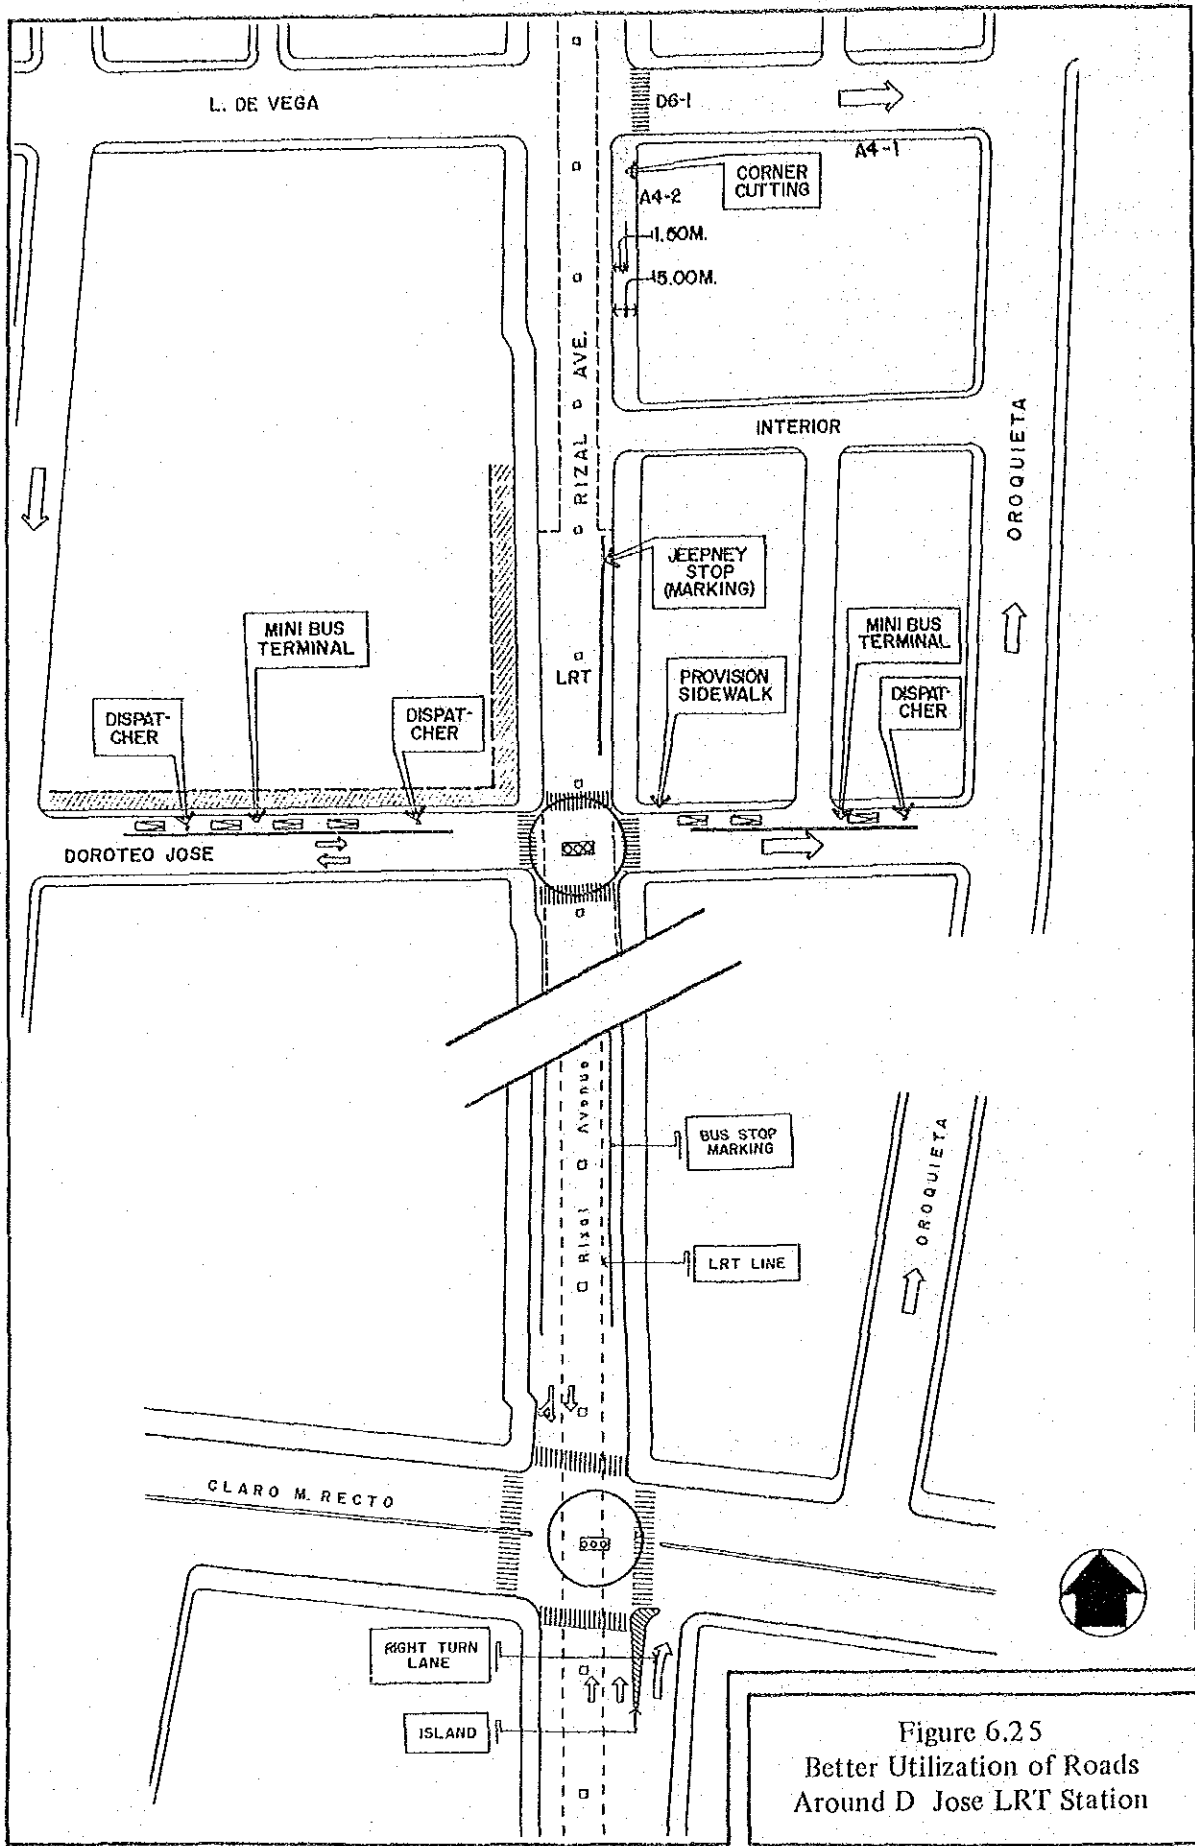 L. DE VEGA
D6-1
A4-1
CORNER
CUTTING
A4-2
1.50M.
15.00M.
RIZAL AVE.
INTERIOR
OROQUIETA
JEEPNEY
STOP
(MARKING)
MINI BUS
TERMINAL
MINI BUS
TERMINAL
LRT
PROVISION
SIDEWALK
DISPAT-
CHER
DISPAT-
CHER
DISPAT-
CHER
DOROTEO JOSE
Rizal Avenue
BUS STOP
MARKING
OROQUIETA
LRT LINE
CLARO M. RECTO
RIGHT TURN
LANE
ISLAND
Figure 6.25
Better Utilization of Roads
Around D Jose LRT Station